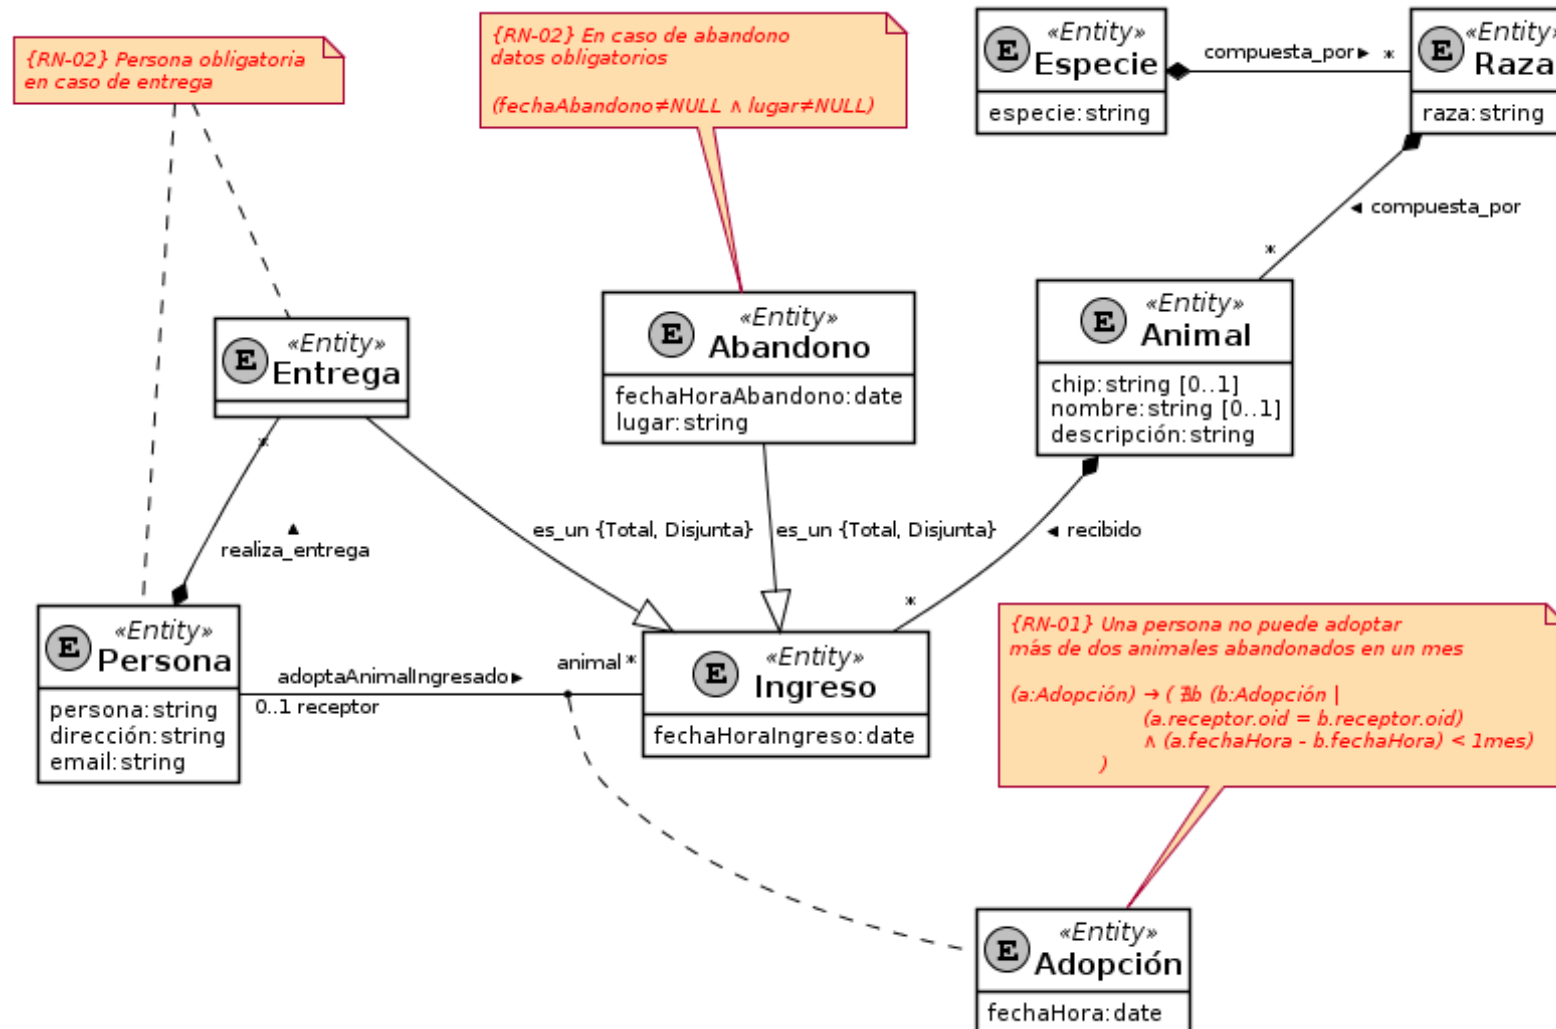 {RN-02} Persona obligatoria
en caso de entrega
{RN-02} En caso de abandono
datos obligatorios
(fechaAbandono≠NULL ∧ lugar≠NULL)
E
«Entity»
Especie
especie:string
compuesta_por▶
*
E
«Entity»
Raza
raza:string
◀ compuesta_por
*
E
«Entity»
Entrega
E
«Entity»
Abandono
fechaHoraAbandono:date
lugar:string
E
«Entity»
Animal
chip:string [0..1]
nombre:string [0..1]
descripción:string
*
▲
realiza_entrega
es_un {Total, Disjunta}
es_un {Total, Disjunta}
◀ recibido
*
E
«Entity»
Persona
persona:string
dirección:string
email:string
adoptaAnimalIngresado▶
0..1 receptor
animal *
E
«Entity»
Ingreso
fechaHoraIngreso:date
{RN-01} Una persona no puede adoptar
más de dos animales abandonados en un mes
(a:Adopción) → ( ∄b (b:Adopción |
(a.receptor.oid = b.receptor.oid)
∧ (a.fechaHora - b.fechaHora) < 1mes)
)
E
«Entity»
Adopción
fechaHora:date